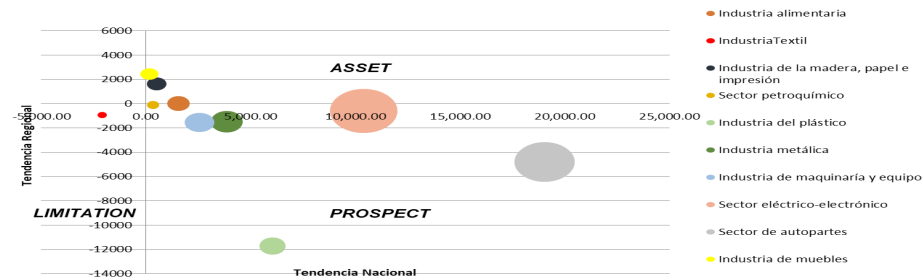 6000
4000
2000
0
-2000
-4000
-6000
-8000
-10000
-12000
-14000
-5,000.00
0.00
5,000.00
10,000.00
15,000.00
20,000.00
25,000.00
Tendencia Regional
ASSET
LIMITATION
PROSPECT
Tendencia Nacional
Industria alimentaria
IndustriaTextil
Industria de la madera, papel e
impresión
Sector petroquímico
Industria del plástico
Industria metálica
Industria de maquinaría y equipo
Sector eléctrico-electrónico
Sector de autopartes
Industria de muebles